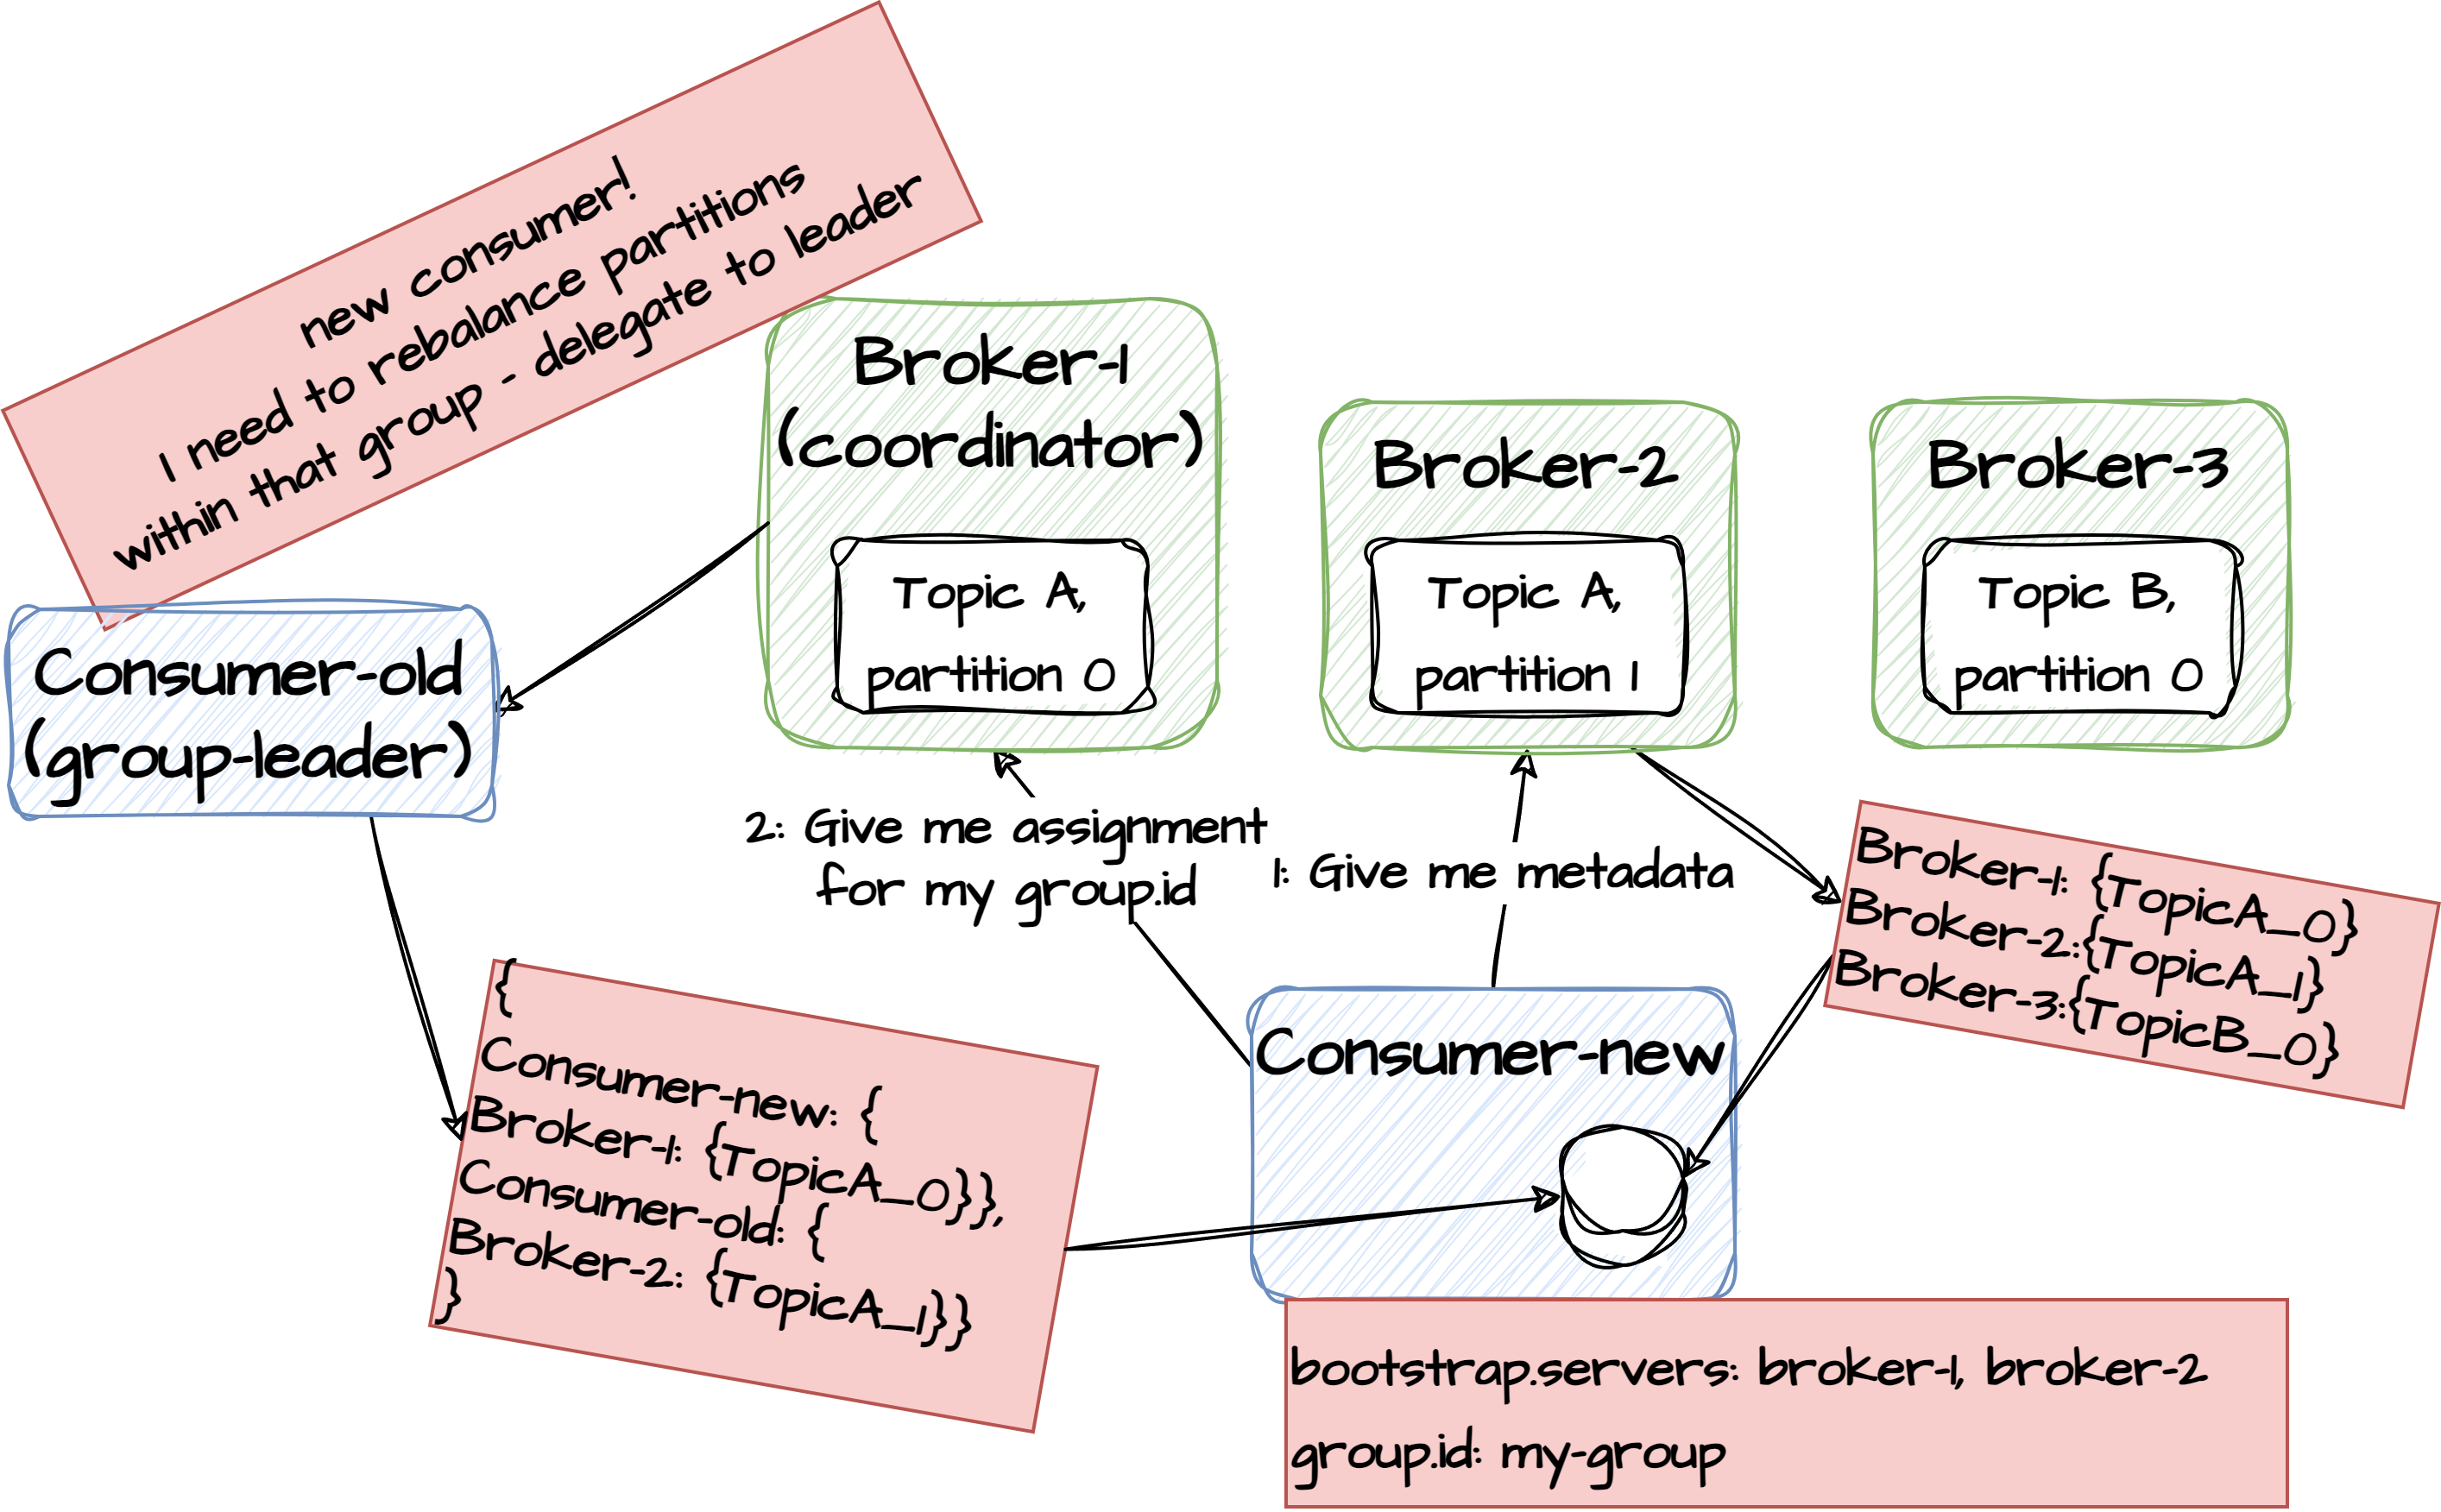 new consumer!
I need to rebalance partitions
within that group - delegate to leader
Broker-1
(coordinator)
Topic A,
partition 0
Broker-2
Topic A,
partition 1
Broker-3
Topic B,
partition 0
Consumer-old
(group-leader)
2: Give me assignment
for my group.id
1: Give me metadata
Broker-1: {TopicA_0}
Broker-2:{TopicA_1}
Broker-3:{TopicB_0}
{
Consumer-new: {
Broker-1: {TopicA_0}},
Consumer-old: {
Broker-2: {TopicA_1}}
}
Consumer-new
bootstrap.servers: broker-1, broker-2
group.id: my-group